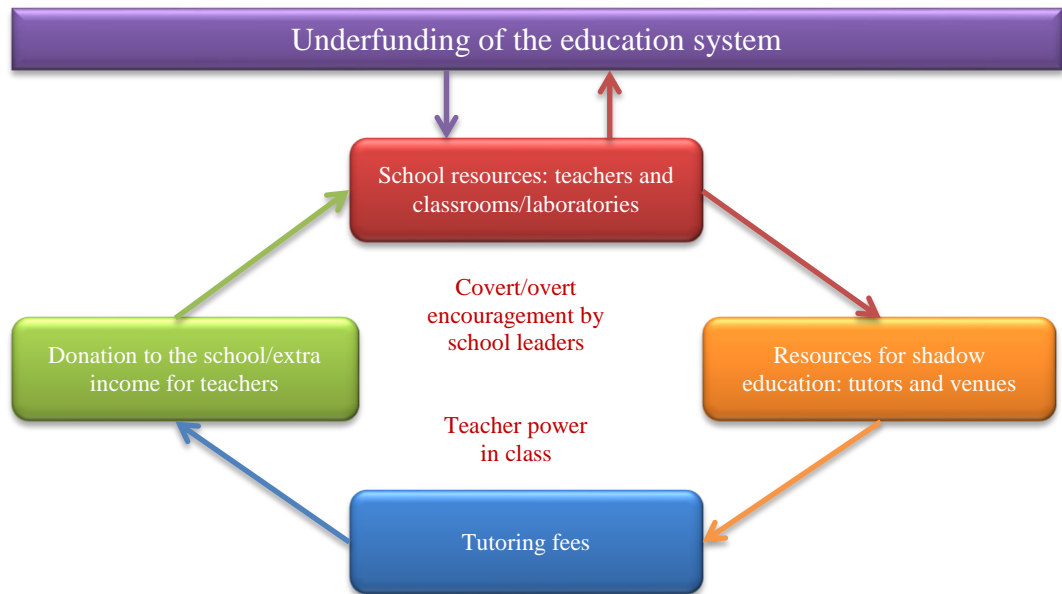 Underfunding of the education system
School resources: teachers and
classrooms/laboratories
Covert/overt
encouragement by
school leaders
Donation to the school/extra
income for teachers
Resources for shadow
education: tutors and venues
Teacher power
in class
Tutoring fees